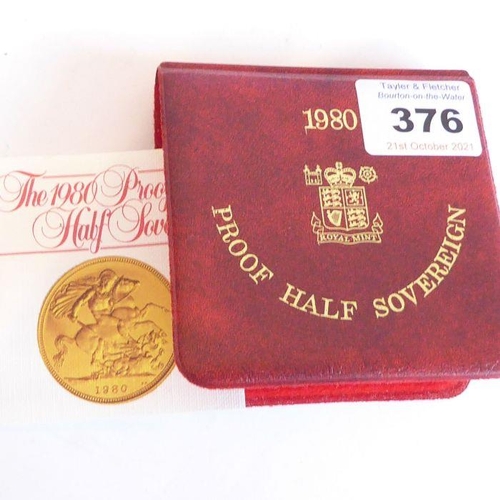 The 1980 Proof
Half Sove
1980
1980
ROYAL MINT
PROOF HALF SOVEREIGN
Tayler & Fletcher
Bourton-on-the-Water
376
21st October 2021